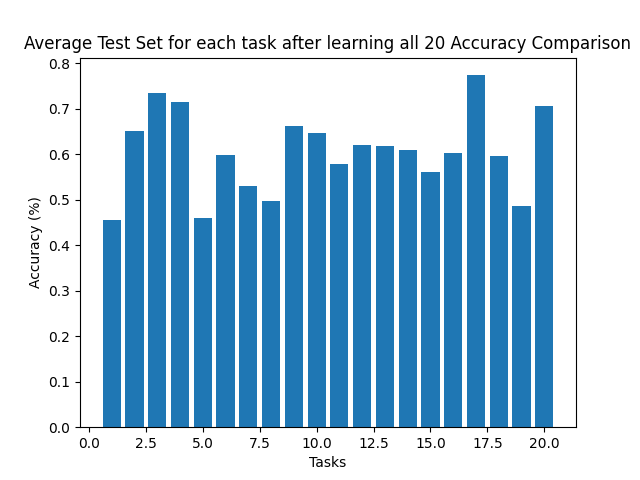 Average Test Set for each task after learning all 20 Accuracy Comparison
0.8
0.7
0.6
0.5
0.4
0.3
0.2
0.1
0.0
Accuracy (%)
0.0 2.5 5.0 7.5 10.0 12.5 15.0 17.5 20.0
Tasks